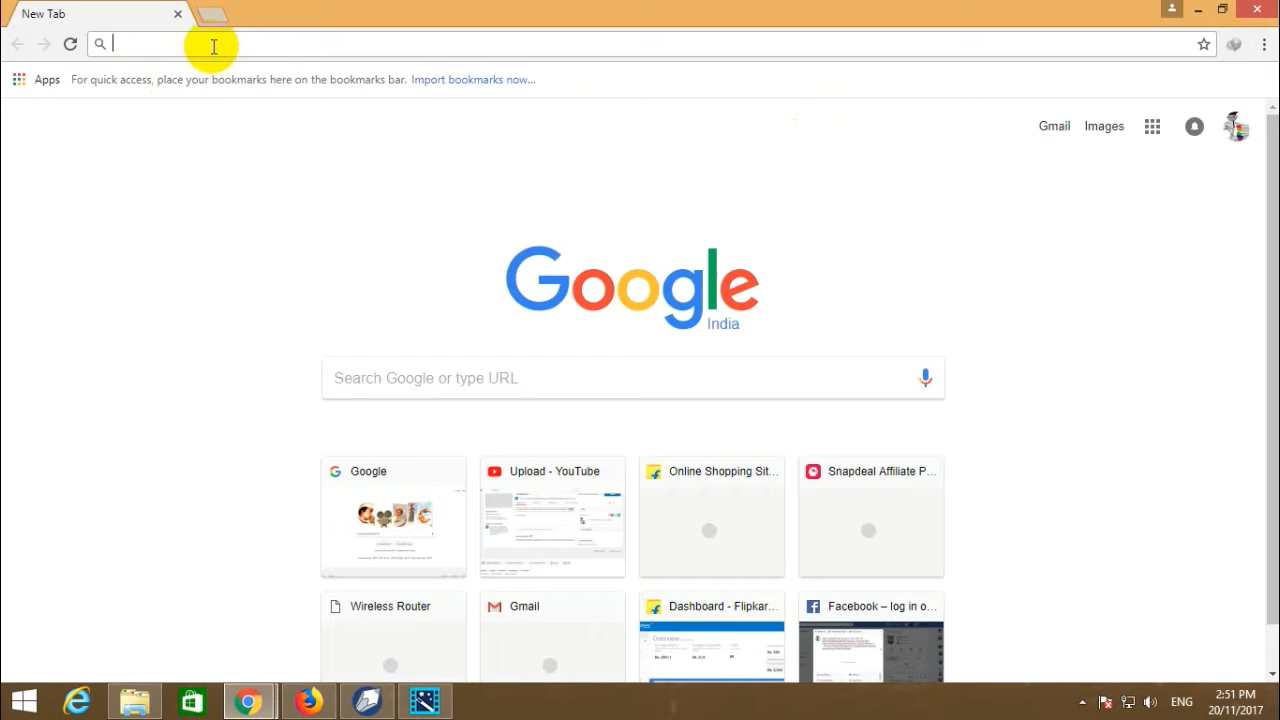 New Tab
Apps For quick access, place your bookmarks here on the bookmarks bar. Import bookmarks now...
Gmail Images
Google
India
Search Google or type URL
Google
Upload - YouTube
Online Shopping Sit...
Snapdeal Affiliate P...
Wireless Router
Gmail
Dashboard - Flipkar...
Facebook – log in o...
Overview
ENG
2:51 PM
20/11/2017